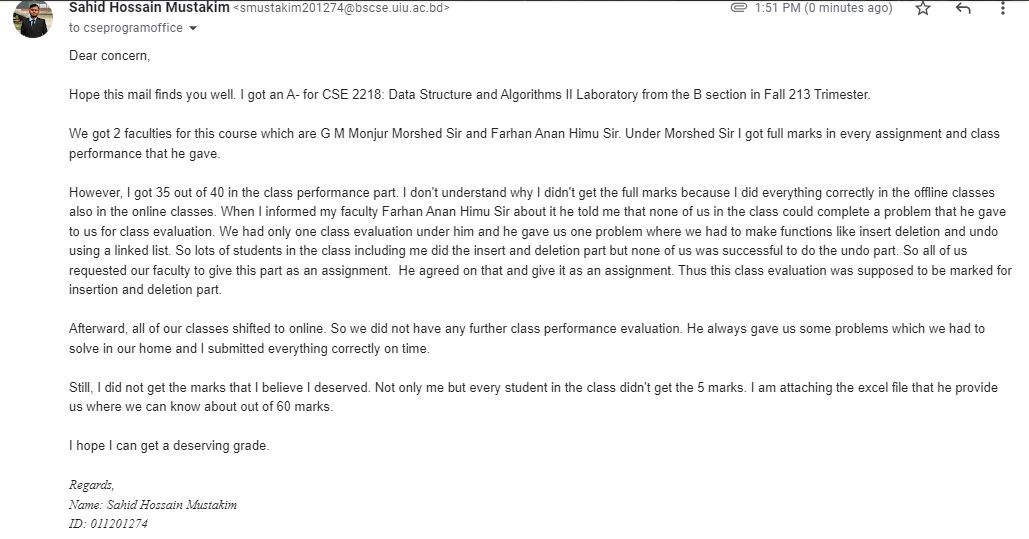 Sahid Hossain Mustakim <smustakim201274@bscse.uiu.ac.bd>
1:51 PM (0 minutes ago)
to cseprogramoffice
Dear concern,
Hope this mail finds you well. I got an A- for CSE 2218: Data Structure and Algorithms II Laboratory from the B section in Fall 213 Trimester.
We got 2 faculties for this course which are G M Monjur Morshed Sir and Farhan Anan Himu Sir. Under Morshed Sir I got full marks in every assignment and class
performance that he gave.
However, I got 35 out of 40 in the class performance part. I don't understand why I didn't get the full marks because I did everything correctly in the offline classes
also in the online classes. When I informed my faculty Farhan Anan Himu Sir about it he told me that none of us in the class could complete a problem that he gave
to us for class evaluation. We had only one class evaluation under him and he gave us one problem where we had to make functions like insert deletion and undo
using a linked list. So lots of students in the class including me did the insert and deletion part but none of us was successful to do the undo part. So all of us
requested our faculty to give this part as an assignment.  He agreed on that and give it as an assignment. Thus this class evaluation was supposed to be marked for
insertion and deletion part.
Afterward, all of our classes shifted to online. So we did not have any further class performance evaluation. He always gave us some problems which we had to
solve in our home and I submitted everything correctly on time.
Still, I did not get the marks that I believe I deserved. Not only me but every student in the class didn't get the 5 marks. I am attaching the excel file that he provide
us where we can know about out of 60 marks.
I hope I can get a deserving grade.
Regards,
Name: Sahid Hossain Mustakim
ID: 011201274